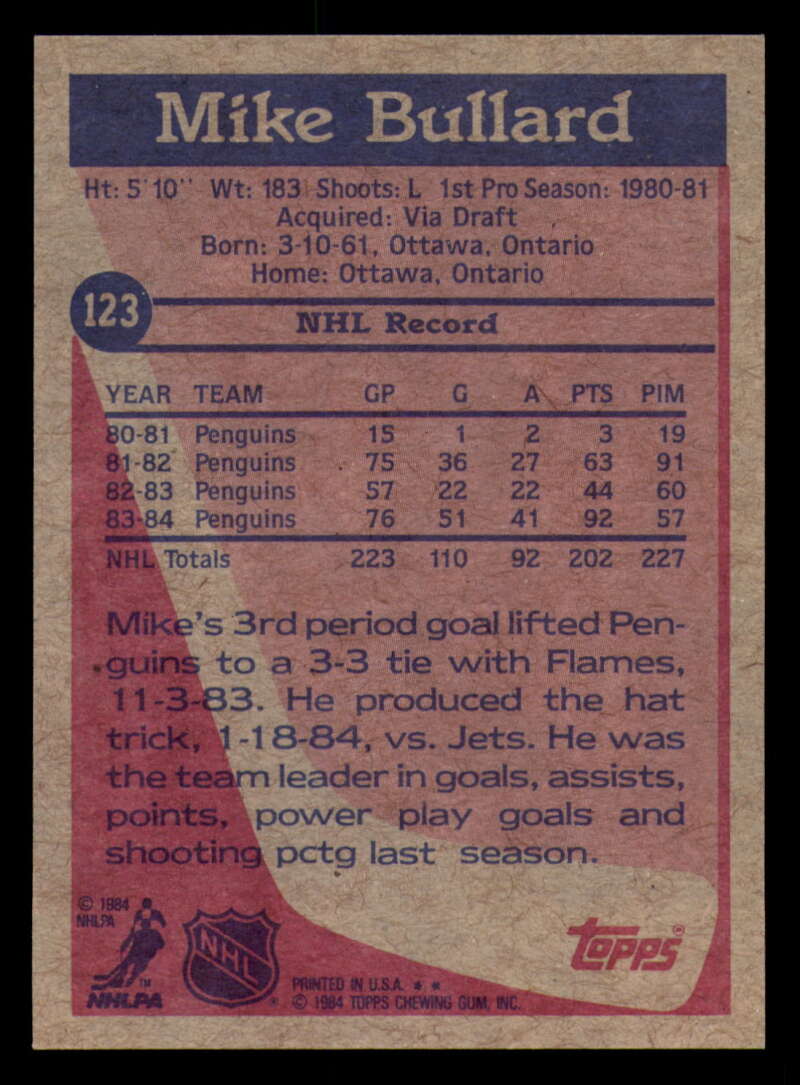 Mike Bullard
Ht: 5'10" Wt: 183 Shoots: L 1st Pro Season: 1980-81
Acquired: Via Draft
Born: 3-10-61, Ottawa, Ontario
Home: Ottawa, Ontario
123
NHL Record
YEAR TEAM GP G A PTS PIM
80-81 Penguins 15 1 2 3 19
81-82 Penguins 75 36 27 63 91
82-83 Penguins 57 22 22 44 60
83-84 Penguins 76 51 41 92 57
NHL Totals 223 110 92 202 227
Mike's 3rd period goal lifted Pen-
guins to a 3-3 tie with Flames,
11-3-83. He produced the hat
trick, 1-18-84, vs. Jets. He was
the team leader in goals, assists,
points, power play goals and
shooting pctg last season.
© 1984
NHLPA
TM
NHLPA
NHL
®
PRINTED IN U.S.A. * *
© 1984 TOPPS CHEWING GUM, INC.
Topps®